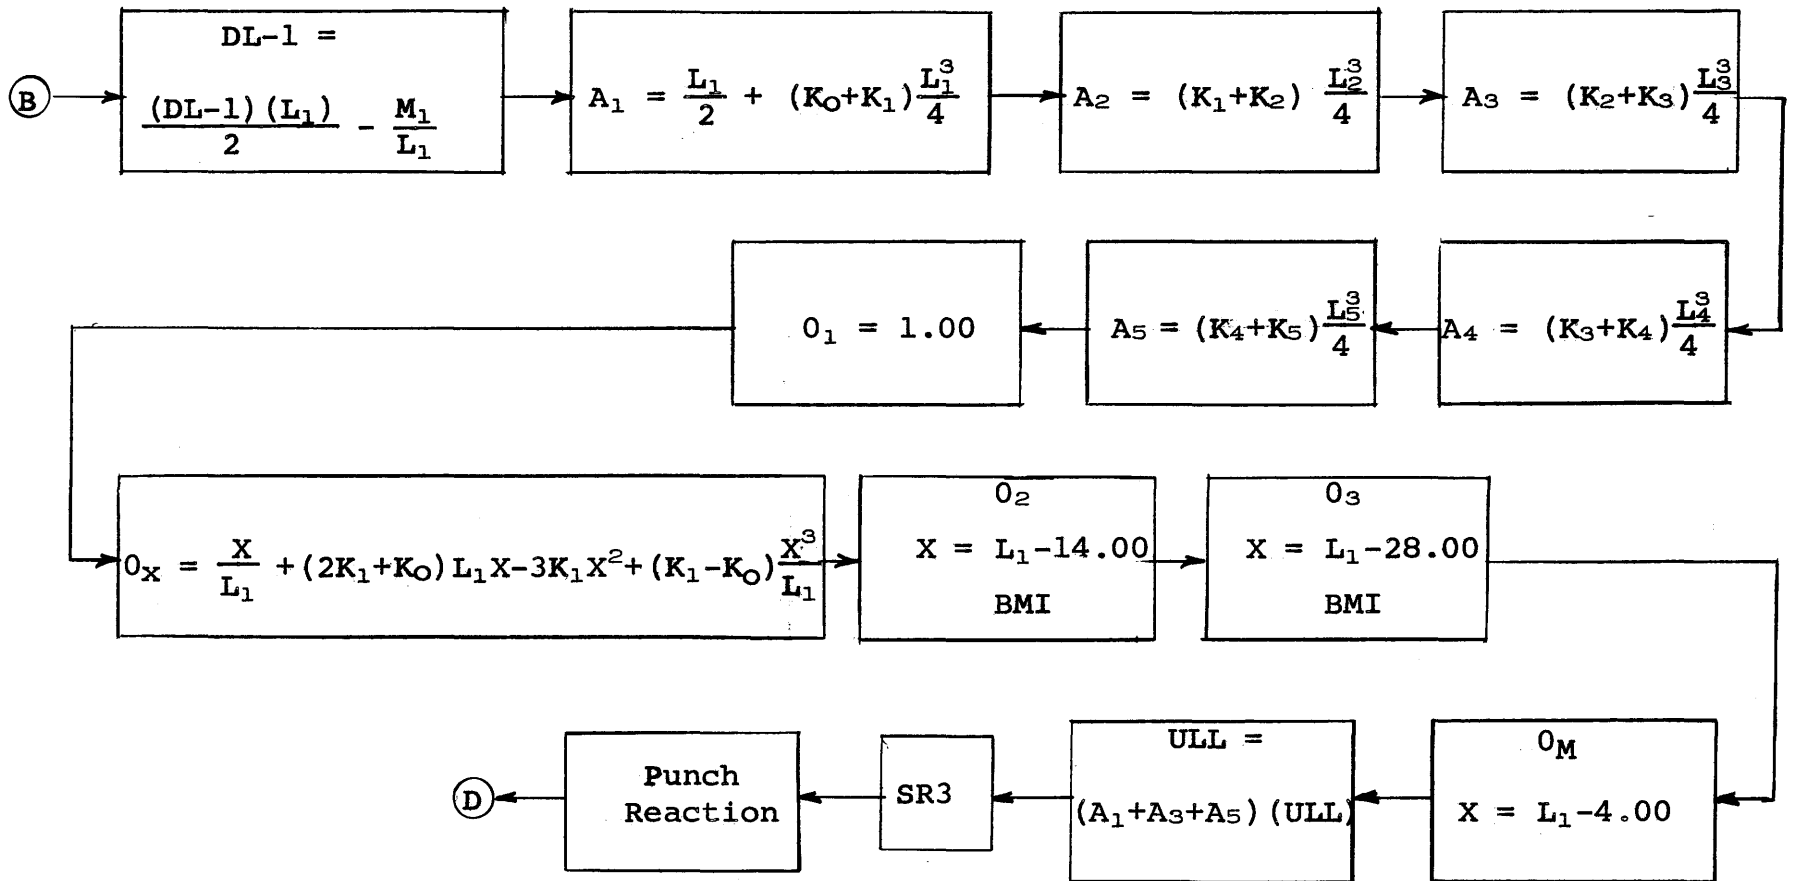 B
DL-1 =
(DL-1)(L₁)/2 - M₁/L₁
A₁ = L₁/2 + (K₀+K₁)L₁³/4
A₂ = (K₁+K₂) L₂³/4
A₃ = (K₂+K₃)L₃³/4
A₄ = (K₃+K₄)L₄³/4
A₅ = (K₄+K₅)L₅³/4
0₁ = 1.00
0ₓ = X/L₁ +(2K₁+K₀)L₁X-3K₁X²+(K₁-K₀)X³/L₁
0₂
X = L₁-14.00
BMI
0₃
X = L₁-28.00
BMI
0M
X = L₁-4.00
ULL =
(A₁+A₃+A₅)(ULL)
SR3
Punch
Reaction
D